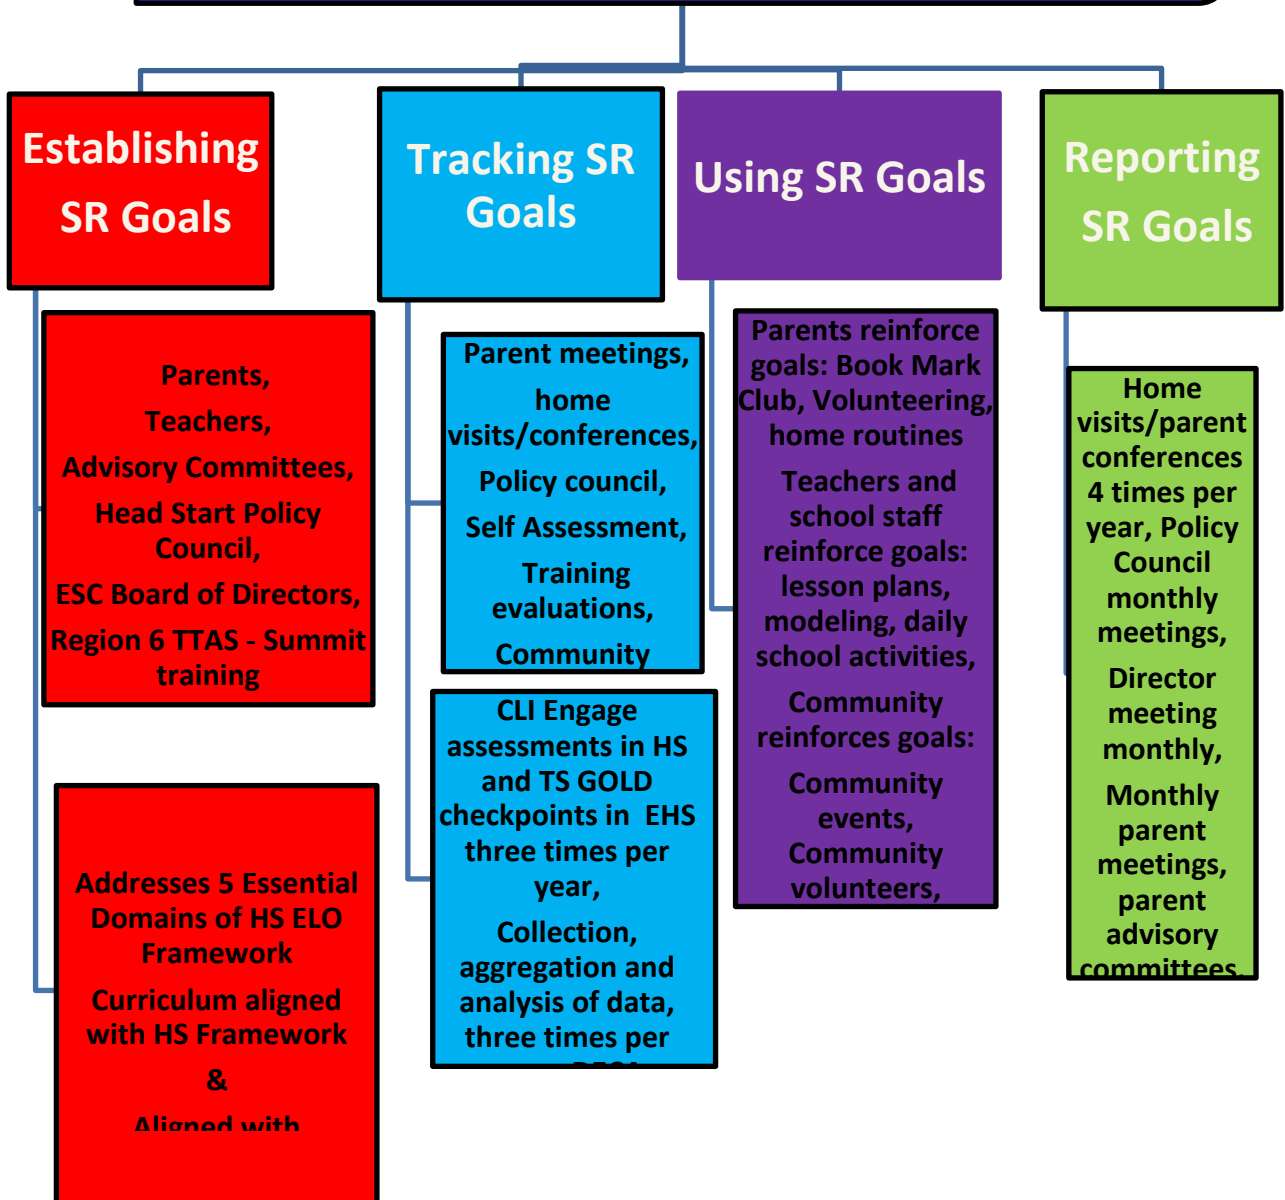 Establishing
SR Goals
Parents,
Teachers,
Advisory Committees,
Head Start Policy
Council,
ESC Board of Directors,
Region 6 TTAS - Summit
training
Addresses 5 Essential
Domains of HS ELO
Framework
Curriculum aligned
with HS Framework
&
Aligned with
Tracking SR
Goals
Parent meetings,
home
visits/conferences,
Policy council,
Self Assessment,
Training
evaluations,
Community
CLI Engage
assessments in HS
and TS GOLD
checkpoints in EHS
three times per
year,
Collection,
aggregation and
analysis of data,
three times per
Using SR Goals
Parents reinforce
goals: Book Mark
Club, Volunteering,
home routines
Teachers and
school staff
reinforce goals:
lesson plans,
modeling, daily
school activities,
Community
reinforces goals:
Community
events,
Community
volunteers,
Reporting
SR Goals
Home
visits/parent
conferences
4 times per
year, Policy
Council
monthly
meetings,
Director
meeting
monthly,
Monthly
parent
meetings,
parent
advisory
committees,